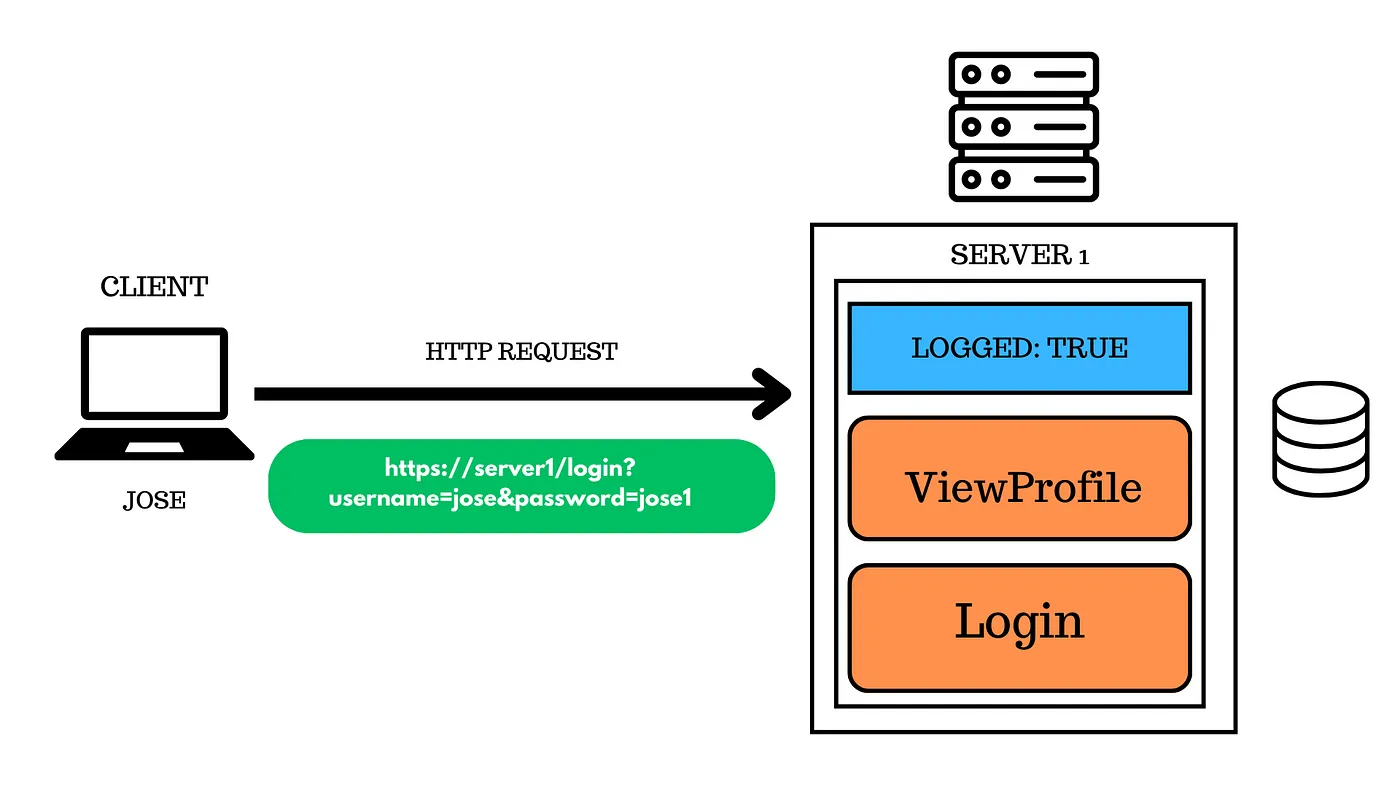 CLIENT
JOSE
HTTP REQUEST
https://server1/login?
username=jose&password=jose1
SERVER 1
LOGGED: TRUE
ViewProfile
Login